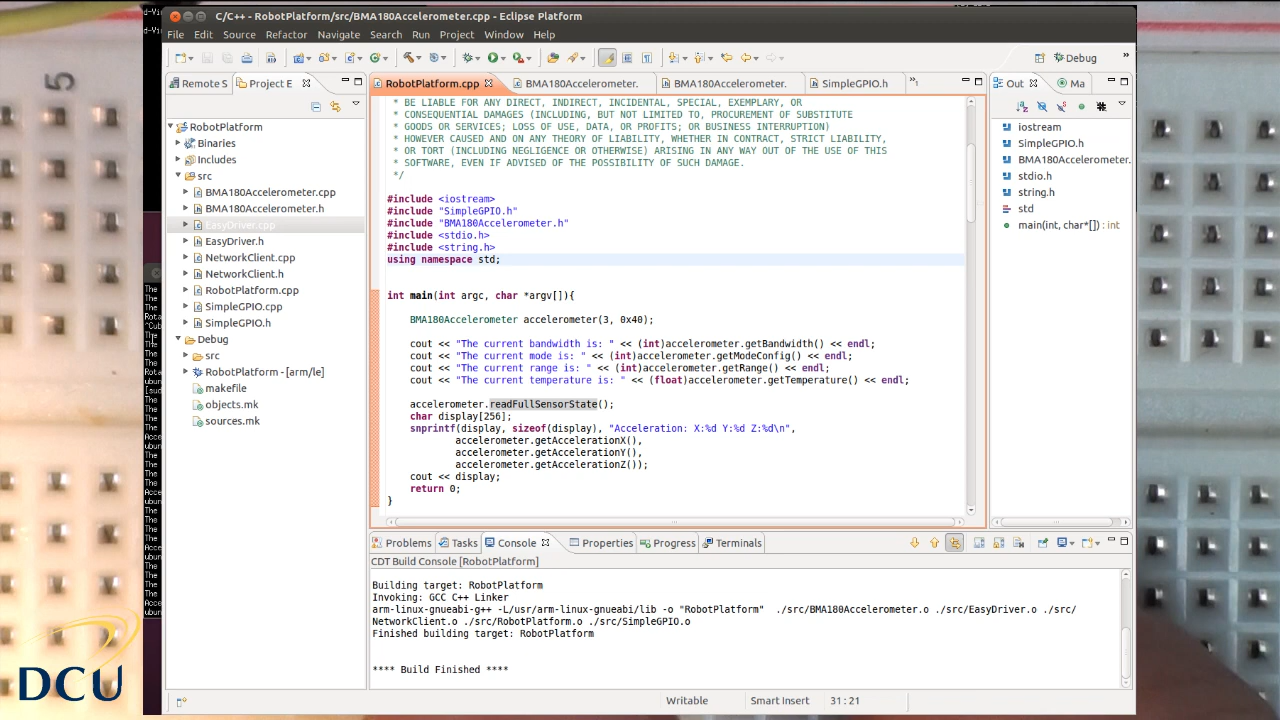 C/C++ - RobotPlatform/src/BMA180Accelerometer.cpp - Eclipse Platform
File Edit Source Refactor Navigate Search Run Project Window Help
Debug
Remote S Project E
RobotPlatform.cpp BMA180Accelerometer. BMA180Accelerometer. SimpleGPIO.h
Out Ma
RobotPlatform
Binaries
Includes
src
BMA180Accelerometer.cpp
BMA180Accelerometer.h
EasyDriver.cpp
EasyDriver.h
NetworkClient.cpp
NetworkClient.h
RobotPlatform.cpp
SimpleGPIO.cpp
SimpleGPIO.h
Debug
src
RobotPlatform - [arm/le]
makefile
objects.mk
sources.mk
* BE LIABLE FOR ANY DIRECT, INDIRECT, INCIDENTAL, SPECIAL, EXEMPLARY, OR
* CONSEQUENTIAL DAMAGES (INCLUDING, BUT NOT LIMITED TO, PROCUREMENT OF SUBSTITUTE
* GOODS OR SERVICES; LOSS OF USE, DATA, OR PROFITS; OR BUSINESS INTERRUPTION)
* HOWEVER CAUSED AND ON ANY THEORY OF LIABILITY, WHETHER IN CONTRACT, STRICT LIABILITY,
* OR TORT (INCLUDING NEGLIGENCE OR OTHERWISE) ARISING IN ANY WAY OUT OF THE USE OF THIS
* SOFTWARE, EVEN IF ADVISED OF THE POSSIBILITY OF SUCH DAMAGE.
*/
#include <iostream>
#include "SimpleGPIO.h"
#include "BMA180Accelerometer.h"
#include <stdio.h>
#include <string.h>
using namespace std;
int main(int argc, char *argv[]){
BMA180Accelerometer accelerometer(3, 0x40);
cout << "The current bandwidth is: " << (int)accelerometer.getBandwidth() << endl;
cout << "The current mode is: " << (int)accelerometer.getModeConfig() << endl;
cout << "The current range is: " << (int)accelerometer.getRange() << endl;
cout << "The current temperature is: " << (float)accelerometer.getTemperature() << endl;
accelerometer.readFullSensorState();
char display[256];
snprintf(display, sizeof(display), "Acceleration: X:%d Y:%d Z:%d\n",
accelerometer.getAccelerationX(),
accelerometer.getAccelerationY(),
accelerometer.getAccelerationZ());
cout << display;
return 0;
}
iostream
SimpleGPIO.h
BMA180Accelerometer.
stdio.h
string.h
std
main(int, char*[]) : int
Problems Tasks Console Properties Progress Terminals
CDT Build Console [RobotPlatform]
Building target: RobotPlatform
Invoking: GCC C++ Linker
arm-linux-gnueabi-g++ -L/usr/arm-linux-gnueabi/lib -o "RobotPlatform" ./src/BMA180Accelerometer.o ./src/EasyDriver.o ./src/
NetworkClient.o ./src/RobotPlatform.o ./src/SimpleGPIO.o
Finished building target: RobotPlatform
**** Build Finished ****
Writable Smart Insert 31 : 21
5
DCU